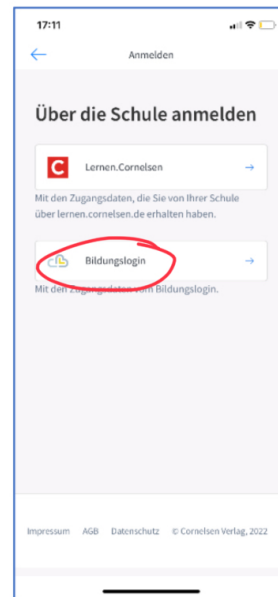 17:11
Anmelden
Über die Schule anmelden
C Lernen.Cornelsen
Mit den Zugangsdaten, die Sie von Ihrer Schule
über lernen.cornelsen.de erhalten haben.
Bildungslogin
Mit den Zugangsdaten vom Bildungslogin.
Impressum AGB Datenschutz © Cornelsen Verlag, 2022